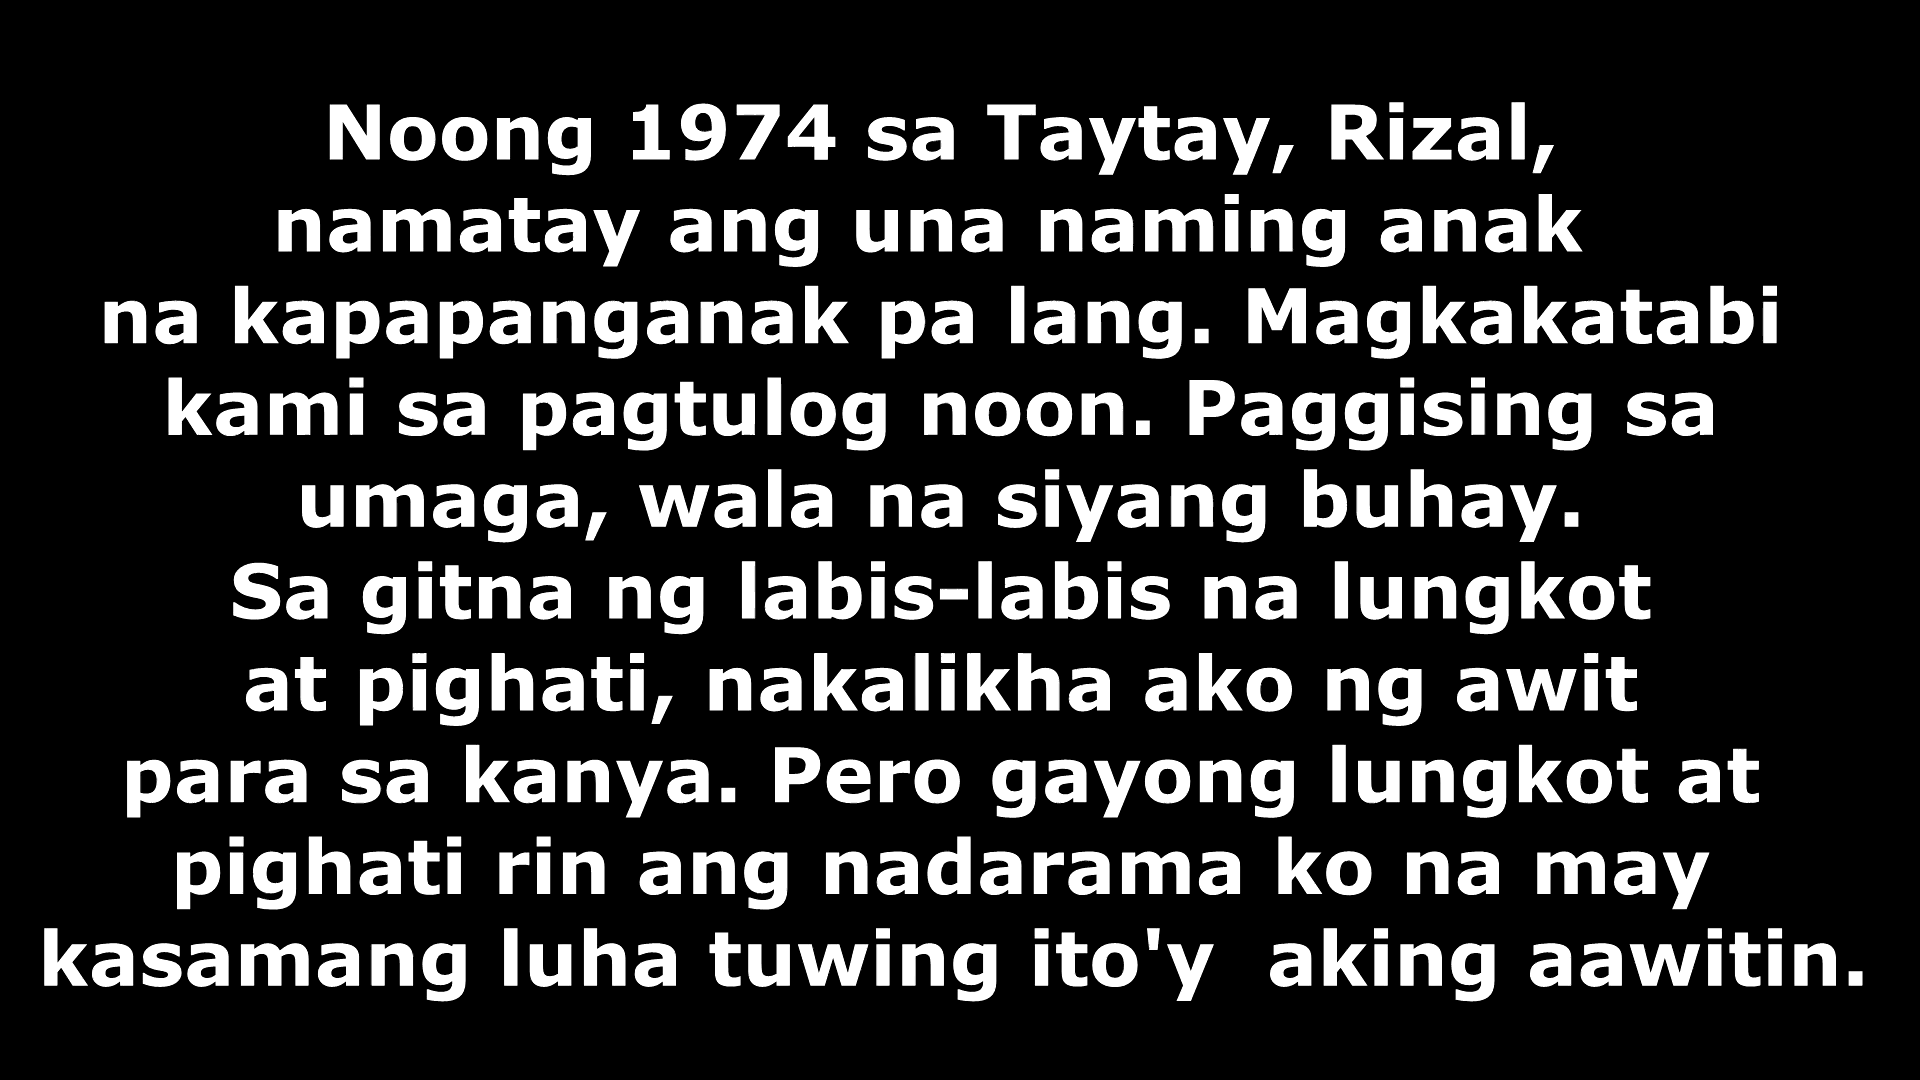 Noong 1974 sa Taytay, Rizal,
namatay ang una naming anak
na kapapanganak pa lang. Magkakatabi
kami sa pagtulog noon. Paggising sa
umaga, wala na siyang buhay.
Sa gitna ng labis-labis na lungkot
at pighati, nakalikha ako ng awit
para sa kanya. Pero gayong lungkot at
pighati rin ang nadarama ko na may
kasamang luha tuwing ito'y  aking aawitin.